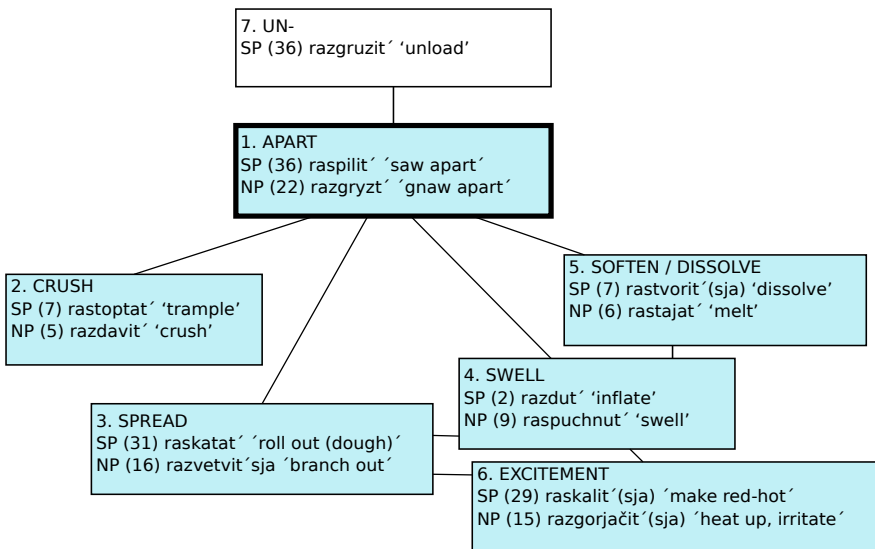 7. UN-
SP (36) razgruzit´ ‘unload’
1. APART
SP (36) raspilit´ ´saw apart´
NP (22) razgryzt´ ´gnaw apart´
2. CRUSH
SP (7) rastoptat´ ‘trample’
NP (5) razdavit´ ‘crush’
5. SOFTEN / DISSOLVE
SP (7) rastvorit´(sja) ‘dissolve’
NP (6) rastajat´ ‘melt’
4. SWELL
SP (2) razdut´ ‘inflate’
NP (9) raspuchnut´ ‘swell’
3. SPREAD
SP (31) raskatat´ ´roll out (dough)´
NP (16) razvetvit´sja ´branch out´
6. EXCITEMENT
SP (29) raskalit´(sja) ´make red-hot´
NP (15) razgorjačit´(sja) ´heat up, irritate´